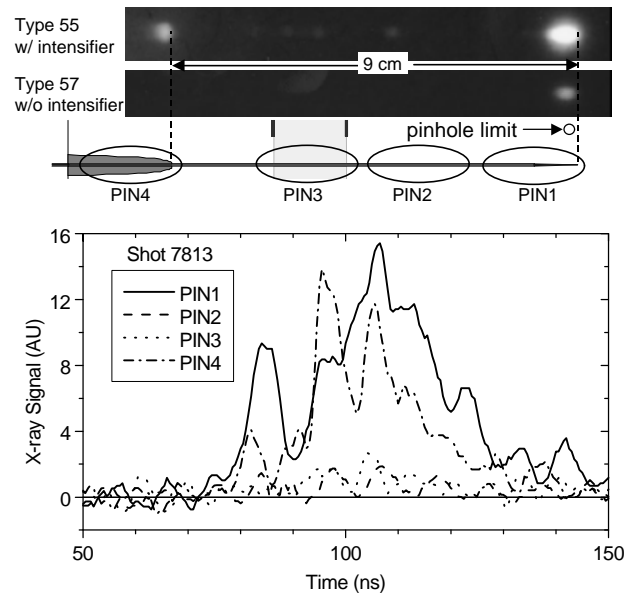 Type 55
w/ intensifier
9 cm
Type 57
w/o intensifier
pinhole limit
PIN4
PIN3
PIN2
PIN1
Shot 7813
PIN1
PIN2
PIN3
PIN4
X-ray Signal (AU)
16
12
8
4
0
50
100
150
Time (ns)